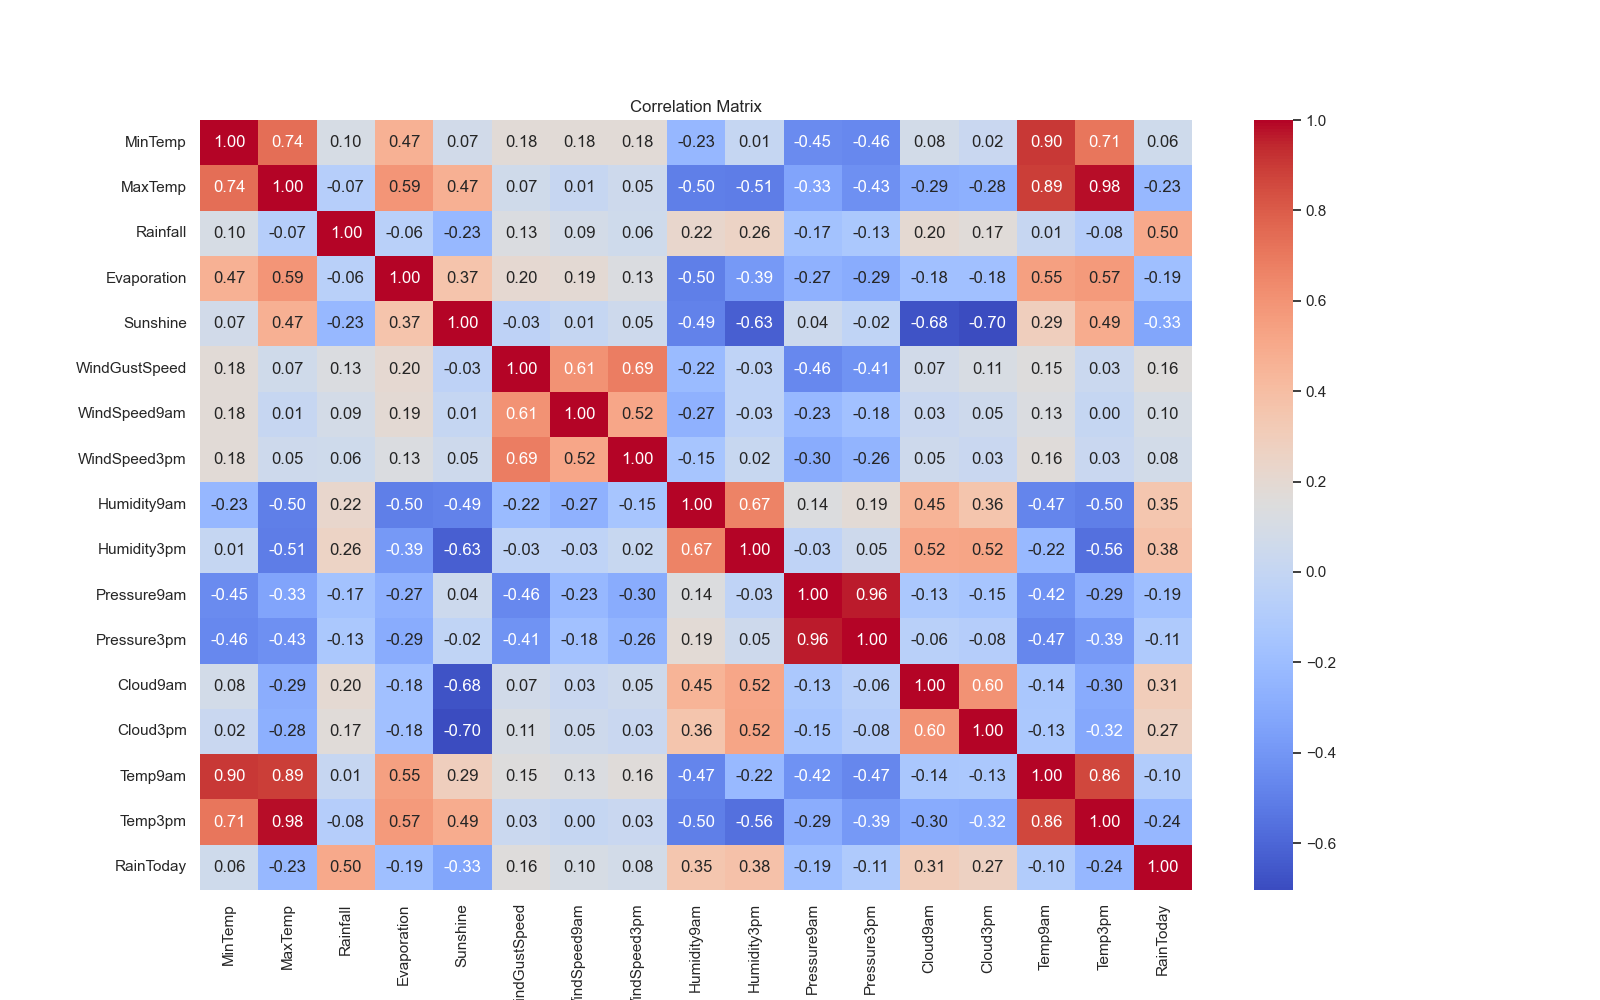 Correlation Matrix
MinTemp 1.00 0.74 0.10 0.47 0.07 0.18 0.18 0.18 -0.23 0.01 -0.45 -0.46 0.08 0.02 0.90 0.71 0.06
MaxTemp 0.74 1.00 -0.07 0.59 0.47 0.07 0.01 0.05 -0.50 -0.51 -0.33 -0.43 -0.29 -0.28 0.89 0.98 -0.23
Rainfall 0.10 -0.07 1.00 -0.06 -0.23 0.13 0.09 0.06 0.22 0.26 -0.17 -0.13 0.20 0.17 0.01 -0.08 0.50
Evaporation 0.47 0.59 -0.06 1.00 0.37 0.20 0.19 0.13 -0.50 -0.39 -0.27 -0.29 -0.18 -0.18 0.55 0.57 -0.19
Sunshine 0.07 0.47 -0.23 0.37 1.00 -0.03 0.01 0.05 -0.49 -0.63 0.04 -0.02 -0.68 -0.70 0.29 0.49 -0.33
WindGustSpeed 0.18 0.07 0.13 0.20 -0.03 1.00 0.61 0.69 -0.22 -0.03 -0.46 -0.41 0.07 0.11 0.15 0.03 0.16
WindSpeed9am 0.18 0.01 0.09 0.19 0.01 0.61 1.00 0.52 -0.27 -0.03 -0.23 -0.18 0.03 0.05 0.13 0.00 0.10
WindSpeed3pm 0.18 0.05 0.06 0.13 0.05 0.69 0.52 1.00 -0.15 0.02 -0.30 -0.26 0.05 0.03 0.16 0.03 0.08
Humidity9am -0.23 -0.50 0.22 -0.50 -0.49 -0.22 -0.27 -0.15 1.00 0.67 0.14 0.19 0.45 0.36 -0.47 -0.50 0.35
Humidity3pm 0.01 -0.51 0.26 -0.39 -0.63 -0.03 -0.03 0.02 0.67 1.00 -0.03 0.05 0.52 0.52 -0.22 -0.56 0.38
Pressure9am -0.45 -0.33 -0.17 -0.27 0.04 -0.46 -0.23 -0.30 0.14 -0.03 1.00 0.96 -0.13 -0.15 -0.42 -0.29 -0.19
Pressure3pm -0.46 -0.43 -0.13 -0.29 -0.02 -0.41 -0.18 -0.26 0.19 0.05 0.96 1.00 -0.06 -0.08 -0.47 -0.39 -0.11
Cloud9am 0.08 -0.29 0.20 -0.18 -0.68 0.07 0.03 0.05 0.45 0.52 -0.13 -0.06 1.00 0.60 -0.14 -0.30 0.31
Cloud3pm 0.02 -0.28 0.17 -0.18 -0.70 0.11 0.05 0.03 0.36 0.52 -0.15 -0.08 0.60 1.00 -0.13 -0.32 0.27
Temp9am 0.90 0.89 0.01 0.55 0.29 0.15 0.13 0.16 -0.47 -0.22 -0.42 -0.47 -0.14 -0.13 1.00 0.86 -0.10
Temp3pm 0.71 0.98 -0.08 0.57 0.49 0.03 0.00 0.03 -0.50 -0.56 -0.29 -0.39 -0.30 -0.32 0.86 1.00 -0.24
RainToday 0.06 -0.23 0.50 -0.19 -0.33 0.16 0.10 0.08 0.35 0.38 -0.19 -0.11 0.31 0.27 -0.10 -0.24 1.00
MinTemp
MaxTemp
Rainfall
Evaporation
Sunshine
indGustSpeed
indSpeed9am
indSpeed3pm
Humidity9am
Humidity3pm
Pressure9am
Pressure3pm
Cloud9am
Cloud3pm
Temp9am
Temp3pm
RainToday
1.0
0.8
0.6
0.4
0.2
0.0
−0.2
−0.4
−0.6